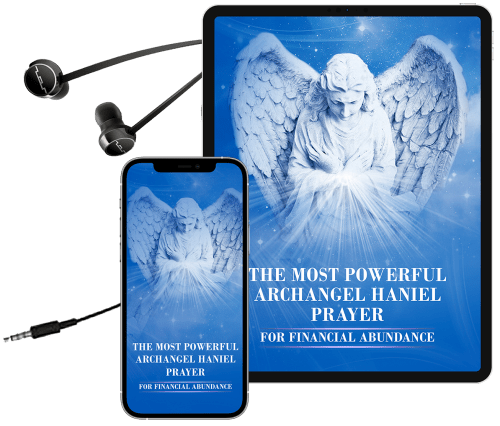 THE MOST POWERFUL
ARCHANGEL HANIEL
PRAYER
FOR FINANCIAL ABUNDANCE
THE MOST POWERFUL
ARCHANGEL HANIEL
PRAYER
FOR FINANCIAL ABUNDANCE